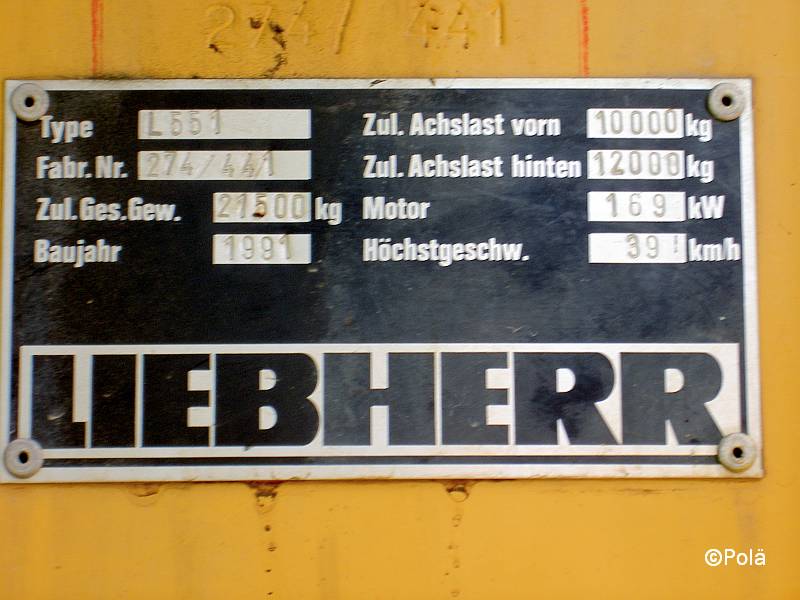 274/441
Type L551
Fabr.Nr. 274/441
Zul.Ges.Gew. 21500 kg
Baujahr 1991
Zul. Achslast vorn 10000 kg
Zul. Achslast hinten 12000 kg
Motor 169 kW
Höchstgeschw. 39 km/h
LIEBHERR
©Polä